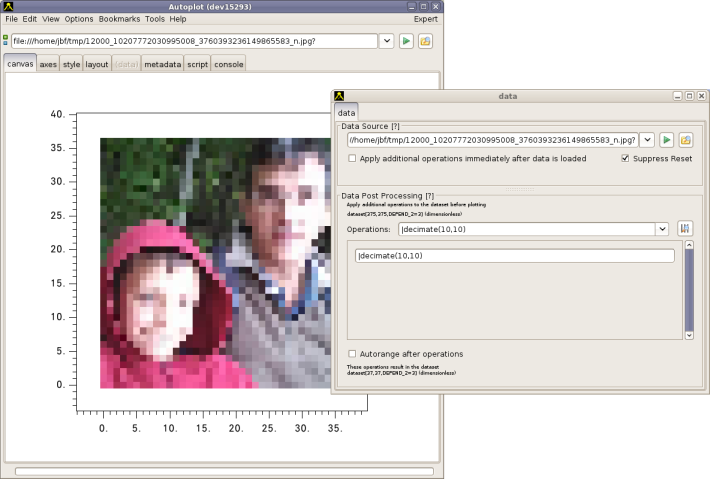 Autoplot (dev15293)
File Edit View Options Bookmarks Tools Help Expert
file:///home/jbf/tmp/12000_10207772030995008_3760393236149865583_n.jpg?
canvas axes style layout (data) metadata script console
40.
35.
30.
25.
20.
15.
10.
5.
0.
0. 5. 10. 15. 20. 25. 30. 35.
data
data
Data Source [?]
//home/jbf/tmp/12000_10207772030995008_3760393236149865583_n.jpg?
Apply additional operations immediately after data is loaded Suppress Reset
Data Post Processing [?]
Apply additional operations to the dataset before plotting
dataset[375,375,DEPEND_2=3] (dimensionless)
Operations: |decimate(10,10)
|decimate(10,10)
Autorange after operations
These operations result in the dataset
dataset[37,37,DEPEND_2=3] (dimensionless)